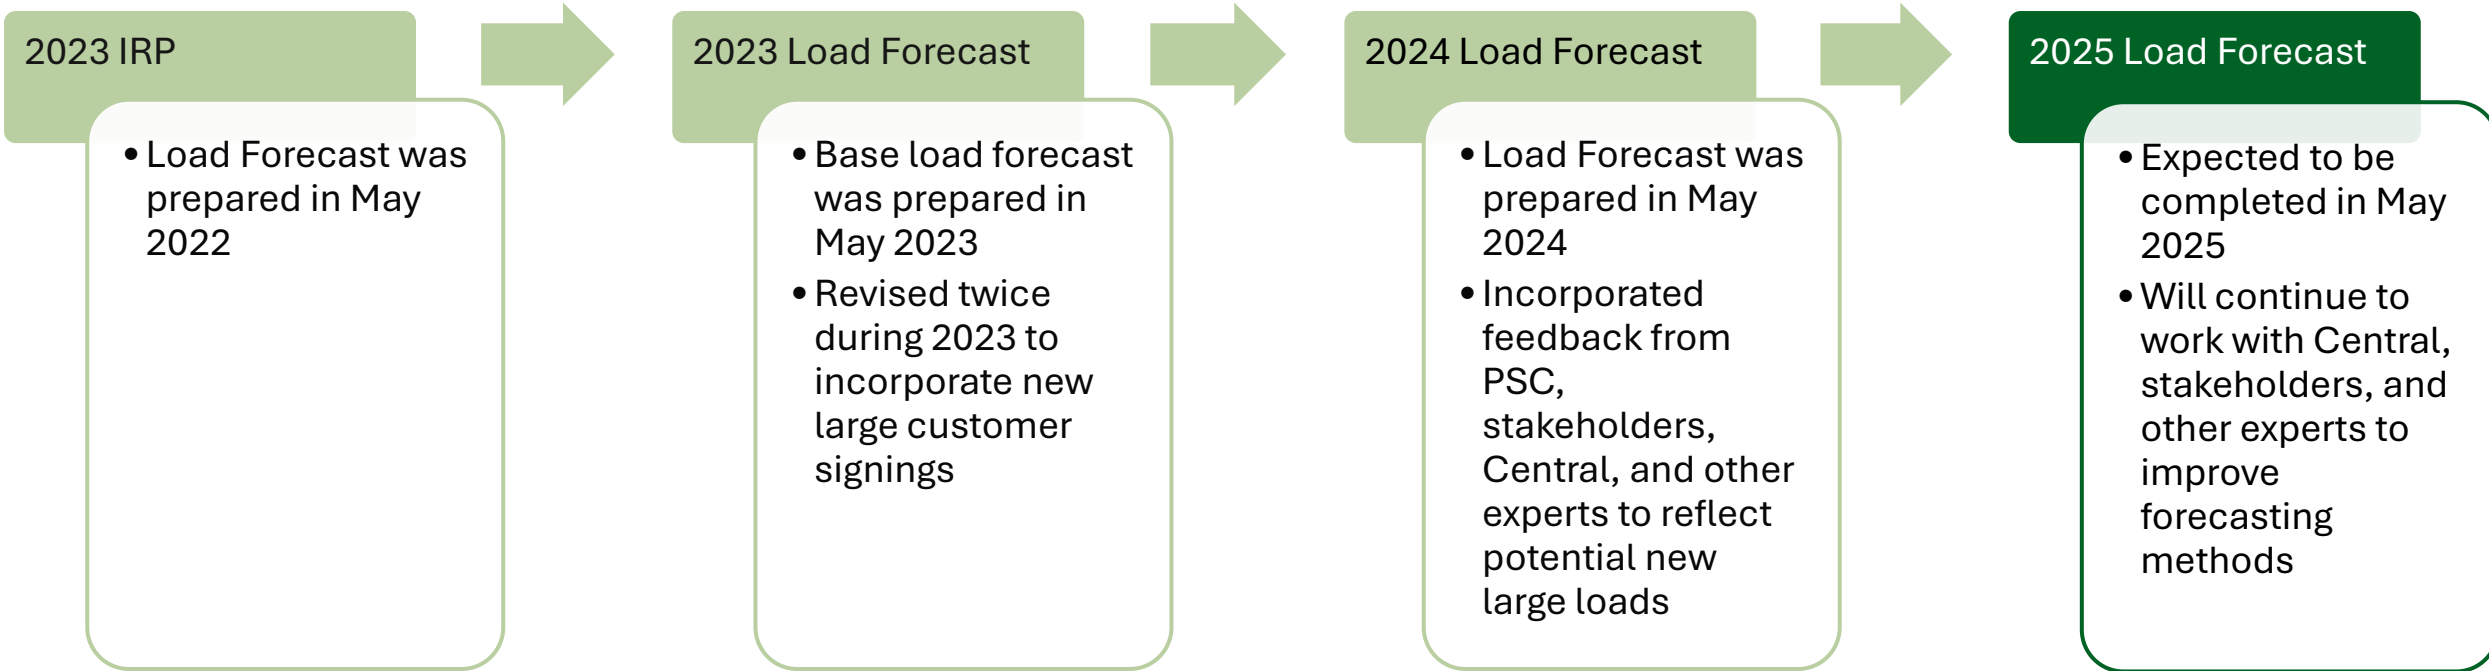 2023 IRP
• Load Forecast was
prepared in May
2022
2023 Load Forecast
• Base load forecast
was prepared in
May 2023
• Revised twice
during 2023 to
incorporate new
large customer
signings
2024 Load Forecast
• Load Forecast was
prepared in May
2024
• Incorporated
feedback from
PSC,
stakeholders,
Central, and other
experts to reflect
potential new
large loads
2025 Load Forecast
• Expected to be
completed in May
2025
• Will continue to
work with Central,
stakeholders, and
other experts to
improve
forecasting
methods